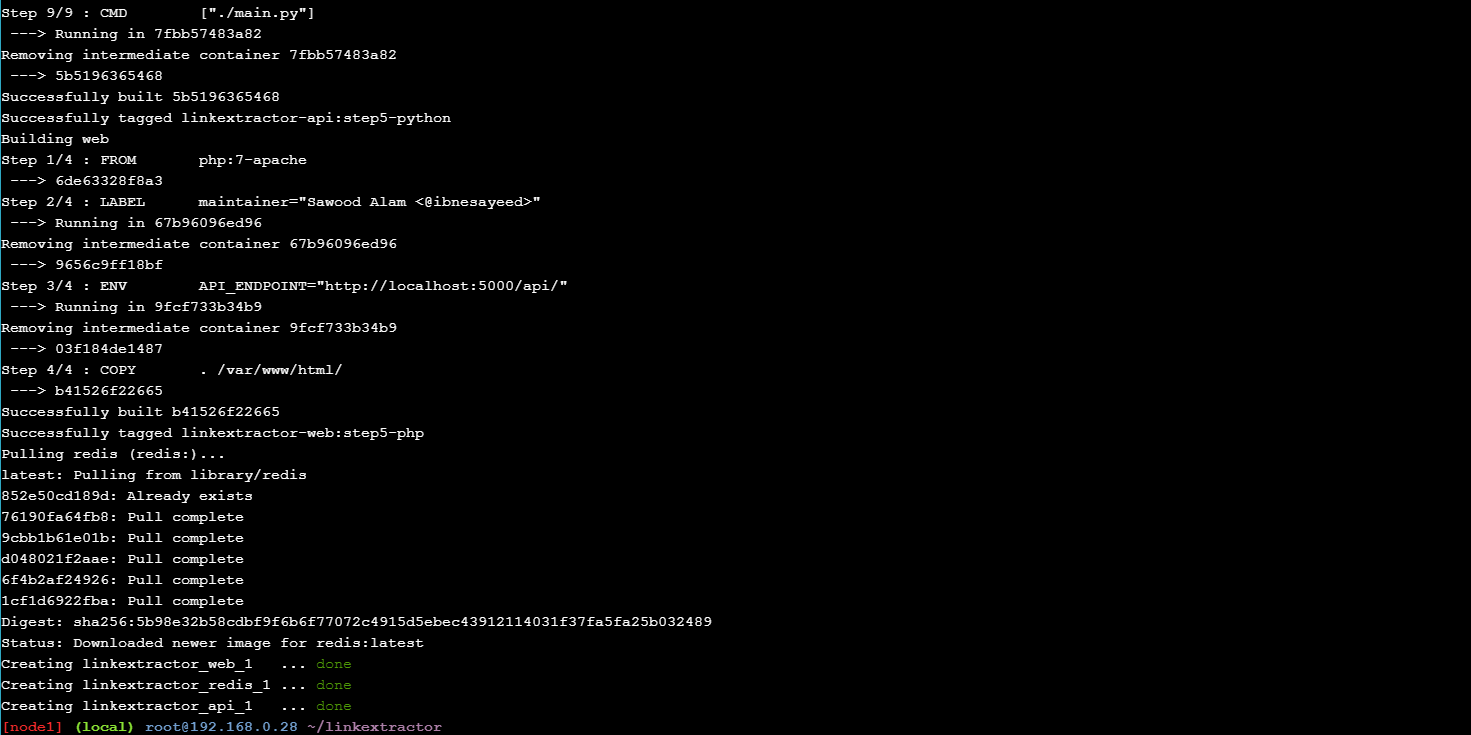 Step 9/9 : CMD        ["./main.py"]
 ---> Running in 7fbb57483a82
Removing intermediate container 7fbb57483a82
 ---> 5b5196365468
Successfully built 5b5196365468
Successfully tagged linkextractor-api:step5-python
Building web
Step 1/4 : FROM       php:7-apache
 ---> 6de63328f8a3
Step 2/4 : LABEL      maintainer="Sawood Alam <@ibnesayeed>"
 ---> Running in 67b96096ed96
Removing intermediate container 67b96096ed96
 ---> 9656c9ff18bf
Step 3/4 : ENV        API_ENDPOINT="http://localhost:5000/api/"
 ---> Running in 9fcf733b34b9
Removing intermediate container 9fcf733b34b9
 ---> 03f184de1487
Step 4/4 : COPY       . /var/www/html/
 ---> b41526f22665
Successfully built b41526f22665
Successfully tagged linkextractor-web:step5-php
Pulling redis (redis:)...
latest: Pulling from library/redis
852e50cd189d: Already exists
76190fa64fb8: Pull complete
9cbb1b61e01b: Pull complete
d048021f2aae: Pull complete
6f4b2af24926: Pull complete
1cf1d6922fba: Pull complete
Digest: sha256:5b98e32b58cdbf9f6b6f77072c4915d5ebec43912114031f37fa5fa25b032489
Status: Downloaded newer image for redis:latest
Creating linkextractor_web_1   ... done
Creating linkextractor_redis_1 ... done
Creating linkextractor_api_1   ... done
[node1] (local) root@192.168.0.28 ~/linkextractor